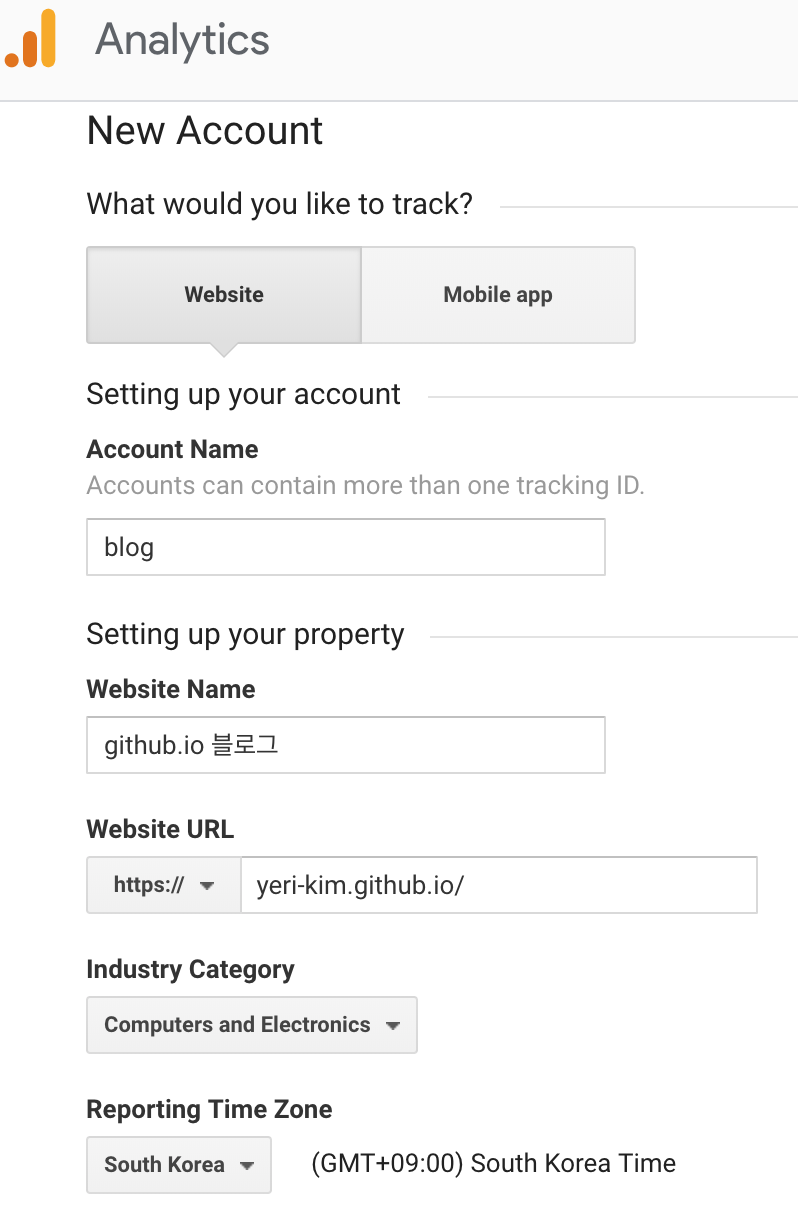 Analytics
New Account
What would you like to track?
Website Mobile app
Setting up your account
Account Name
Accounts can contain more than one tracking ID.
blog
Setting up your property
Website Name
github.io 블로그
Website URL
https:// yeri-kim.github.io/
Industry Category
Computers and Electronics
Reporting Time Zone
South Korea (GMT+09:00) South Korea Time